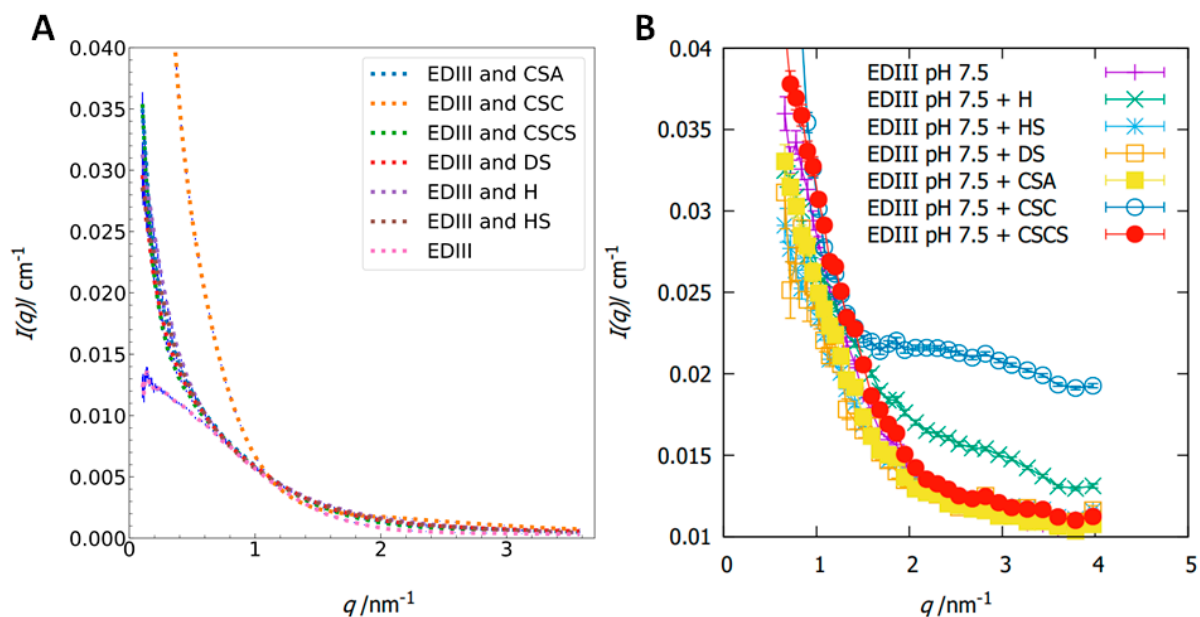 A
0.040
0.035
0.030
0.025
0.020
0.015
0.010
0.005
0.000
0
1
2
3
I(q)/ cm⁻¹
q /nm⁻¹
EDIII and CSA
EDIII and CSC
EDIII and CSCS
EDIII and DS
EDIII and H
EDIII and HS
EDIII
B
0.04
0.035
0.03
0.025
0.02
0.015
0.01
0
1
2
3
4
5
I(q)/ cm⁻¹
q /nm⁻¹
EDIII pH 7.5
EDIII pH 7.5 + H
EDIII pH 7.5 + HS
EDIII pH 7.5 + DS
EDIII pH 7.5 + CSA
EDIII pH 7.5 + CSC
EDIII pH 7.5 + CSCS